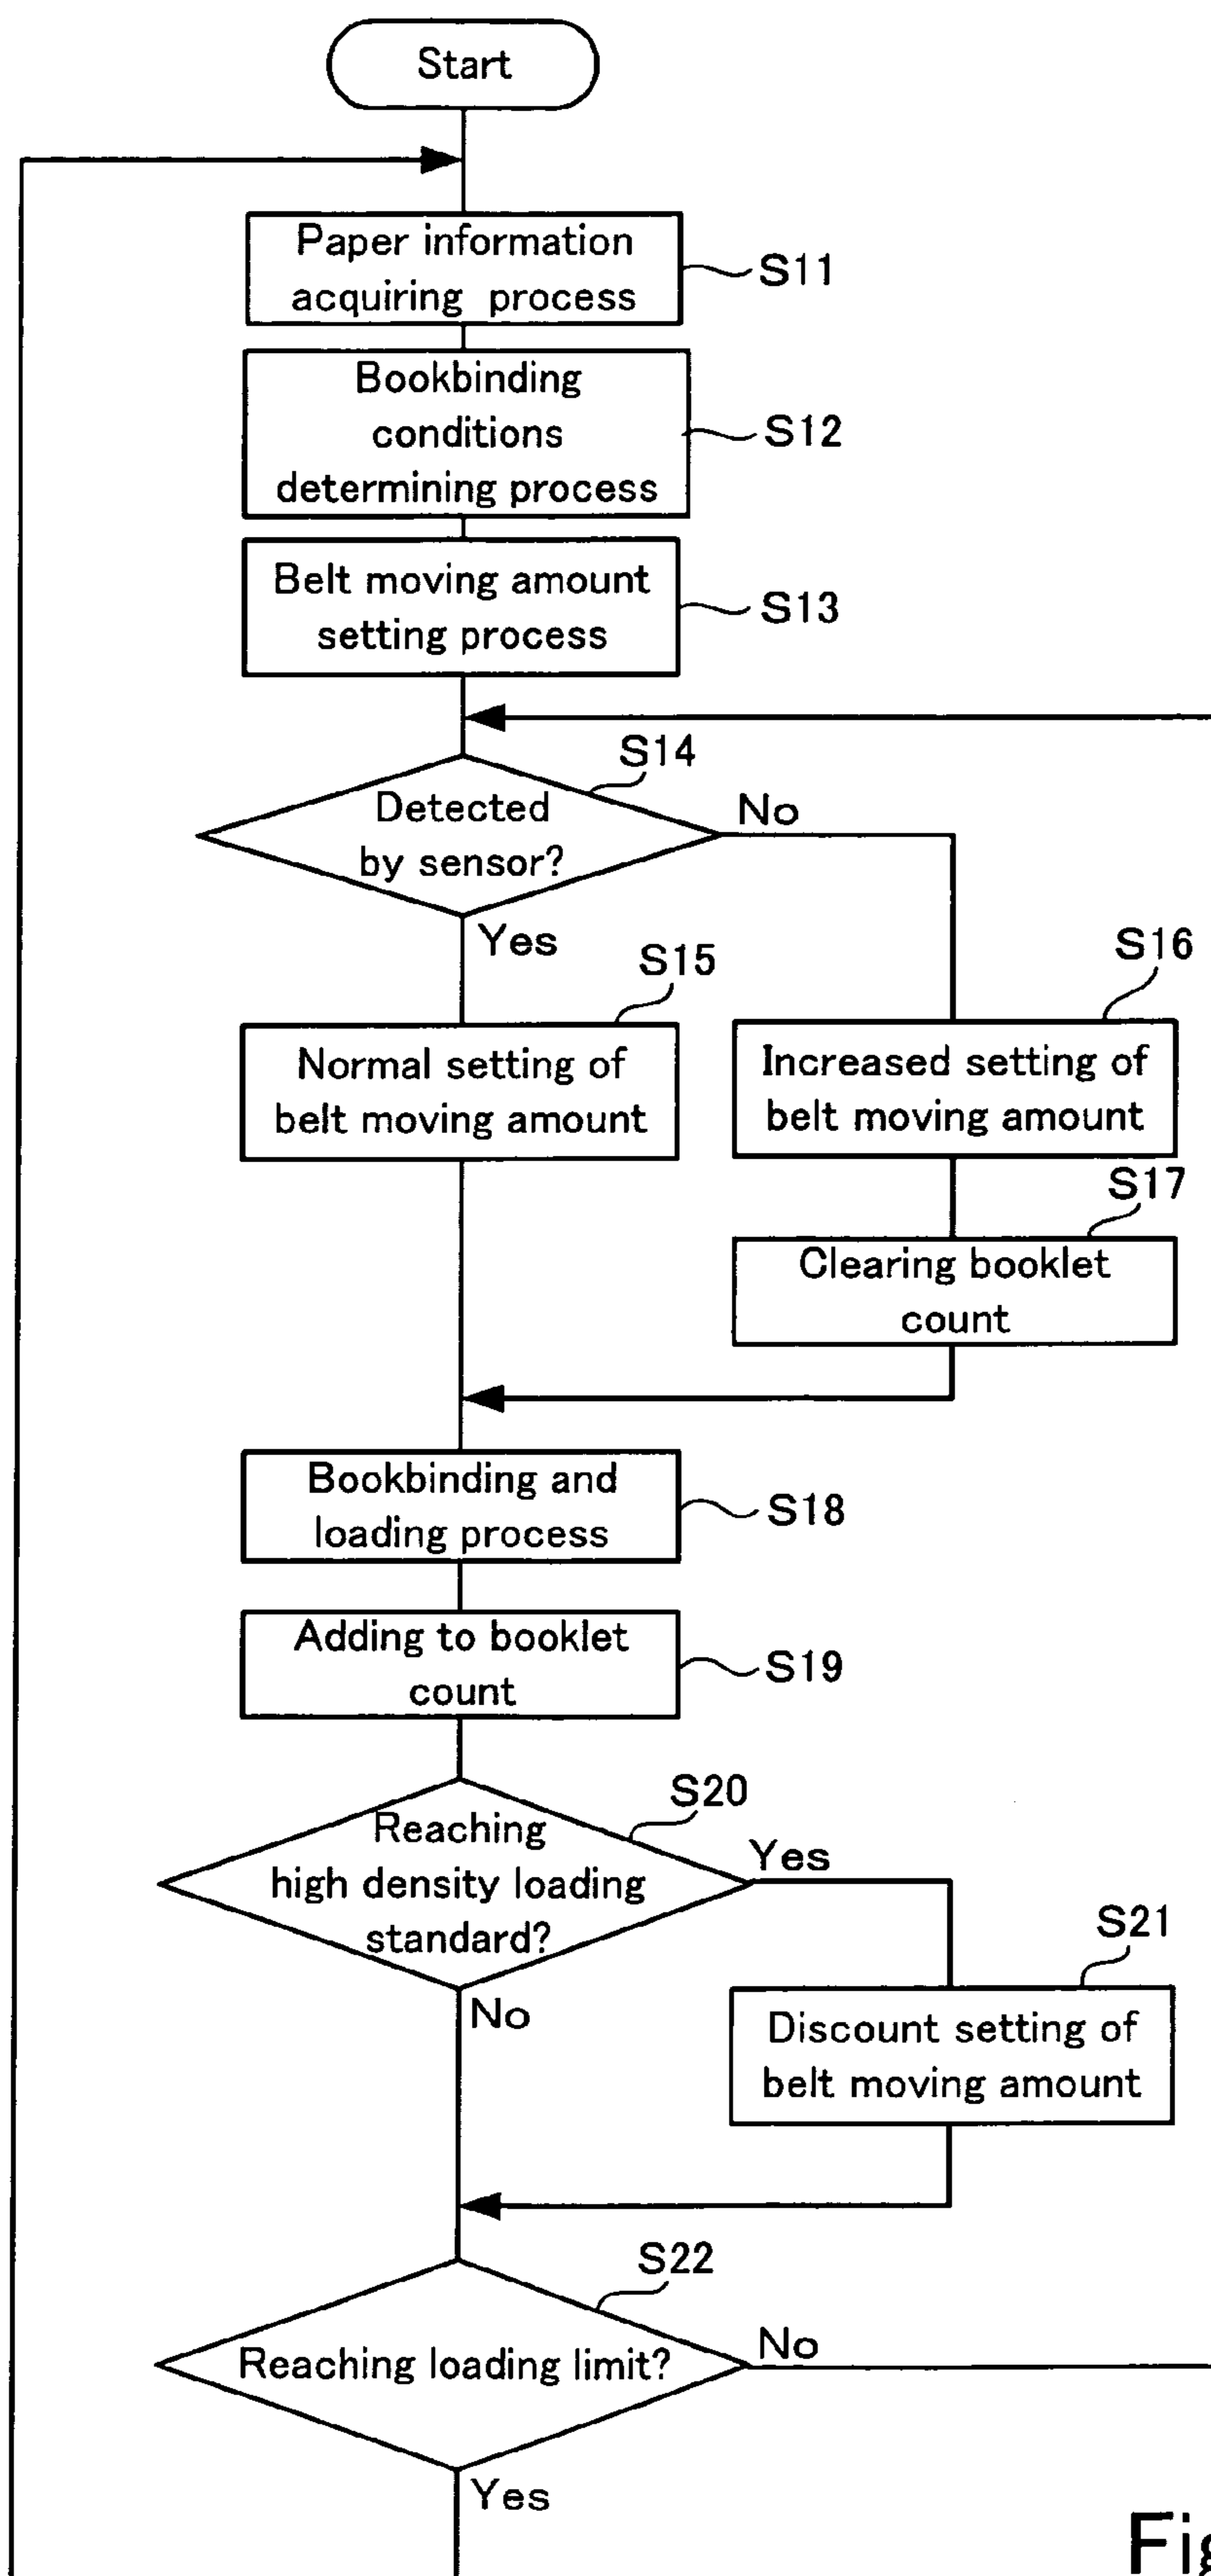 Start
Paper information
acquiring process
S11
Bookbinding
conditions
determining process
S12
Belt moving amount
setting process
S13
S14
Detected
by sensor?
No
Yes
S15
Normal setting of
belt moving amount
S16
Increased setting of
belt moving amount
S17
Clearing booklet
count
Bookbinding and
loading process
S18
Adding to booklet
count
S19
S20
Reaching
high density loading
standard?
Yes
No
S21
Discount setting of
belt moving amount
S22
Reaching loading limit?
No
Yes
Fig